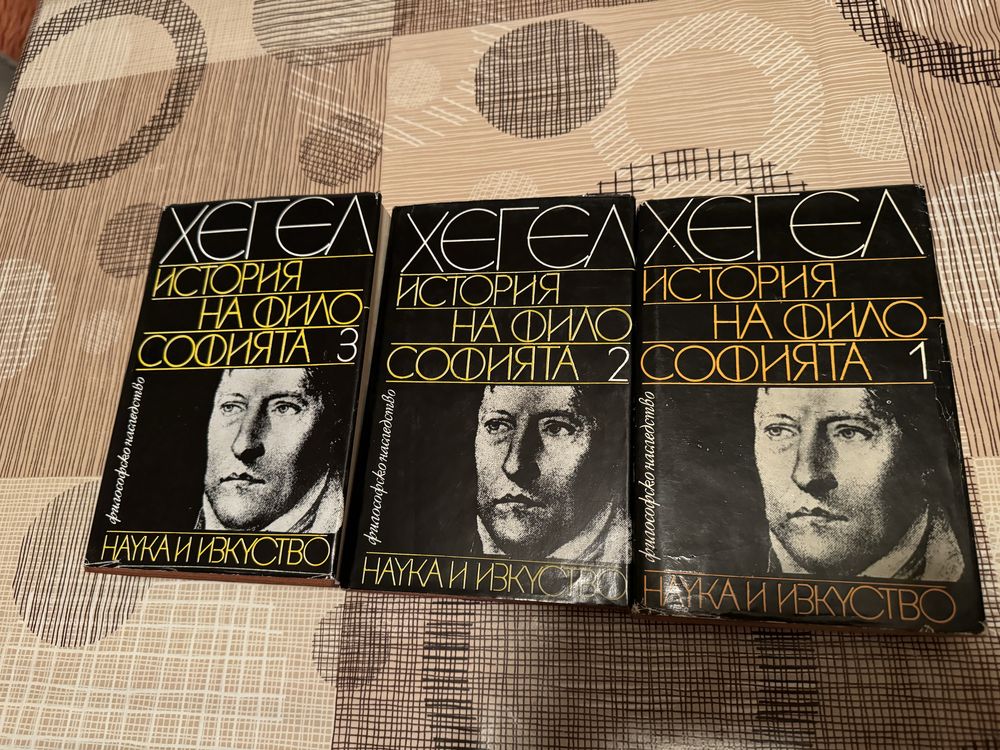 ХЕГЕЛ
ИСТОРИЯ
НА ФИЛО
СОФИЯТА 3
философско наследство
НАУКА И ИЗКУСТВО
ХЕГЕЛ
ИСТОРИЯ
НА ФИЛО
СОФИЯТА 2
философско наследство
НАУКА И ИЗКУСТВО
ХЕГЕЛ
ИСТОРИЯ
НА ФИЛО-
СОФИЯТА 1
философско наследство
НАУКА И ИЗКУСТВО